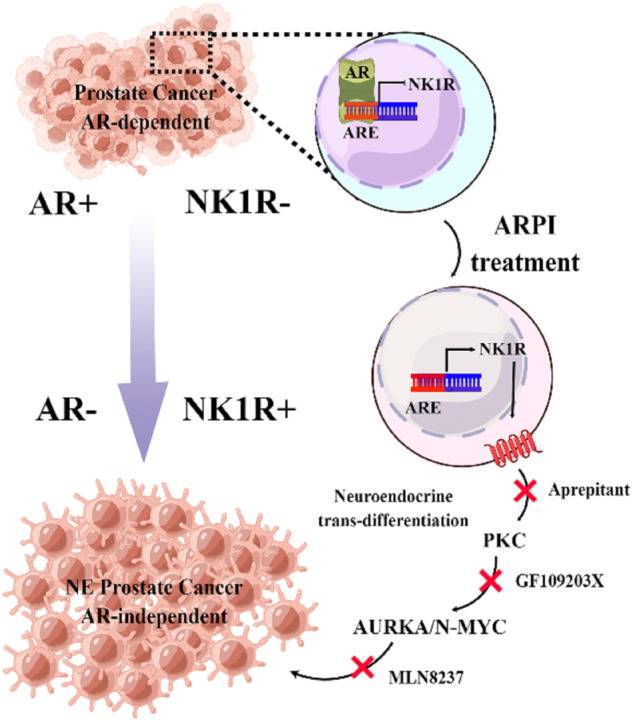 Prostate Cancer
AR-dependent
AR
NK1R
ARE
AR+
NK1R-
ARPI
treatment
NK1R
ARE
AR-
NK1R+
Neuroendocrine
trans-differentiation
Aprepitant
PKC
GF109203X
NE Prostate Cancer
AR-independent
AURKA/N-MYC
MLN8237